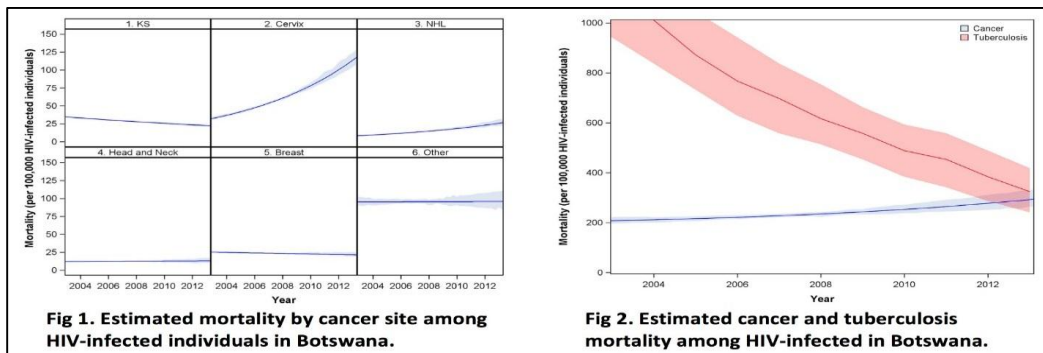 1. KS
2. Cervix
3. NHL
150
125
100
75
50
25
0
4. Head and Neck
5. Breast
6. Other
150
125
100
75
50
25
0
Mortality (per 100,000 HIV-infected individuals)
2004 2006 2008 2010 2012
2004 2006 2008 2010 2012
2004 2006 2008 2010 2012
Year
Fig 1. Estimated mortality by cancer site among
HIV-infected individuals in Botswana.
1000
800
600
400
200
0
Mortality (per 100,000 HIV-infected individuals)
Cancer
Tuberculosis
2004 2006 2008 2010 2012
Year
Fig 2. Estimated cancer and tuberculosis
mortality among HIV-infected in Botswana.